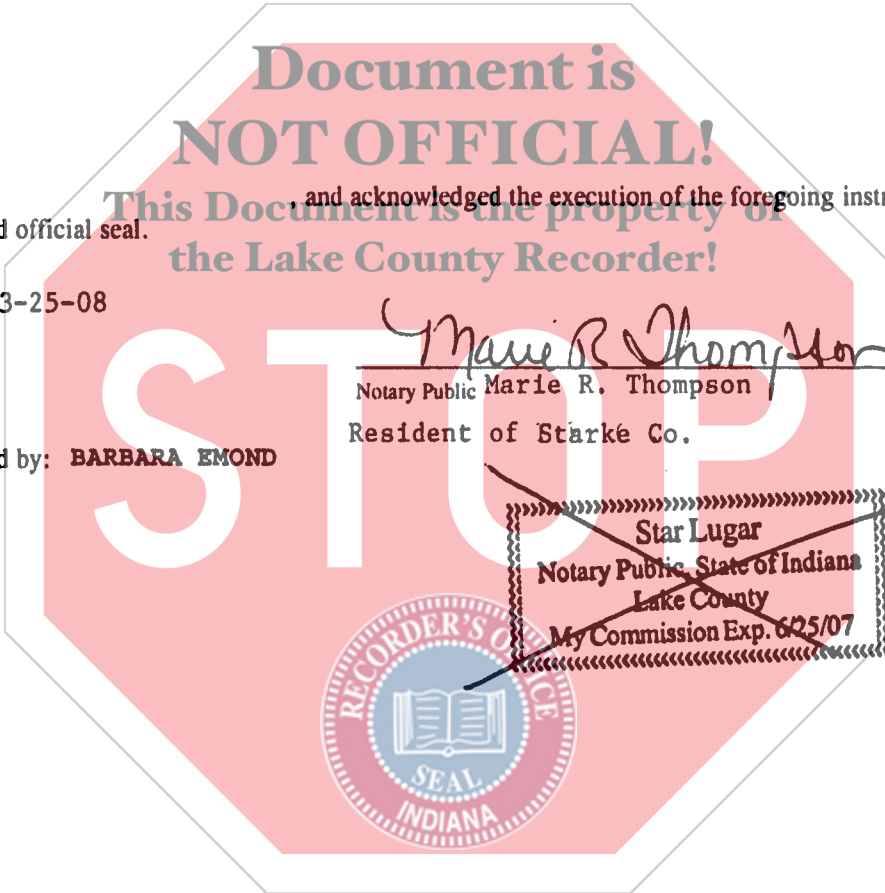 Document is
NOT OFFICIAL!
, and acknowledged the execution of the foregoing
This Document is the property of
official seal.
the Lake County Recorder!
3-25-08
STOP!
Marie R Thompson
Notary Public Marie R. Thompson
Resident of Starke Co.
by: BARBARA EMOND
Star Lugar
Notary Public, State of Indiana
Lake County
My Commission Exp. 6/25/07
RECORDER'S OFFICE
SEAL
INDIANA